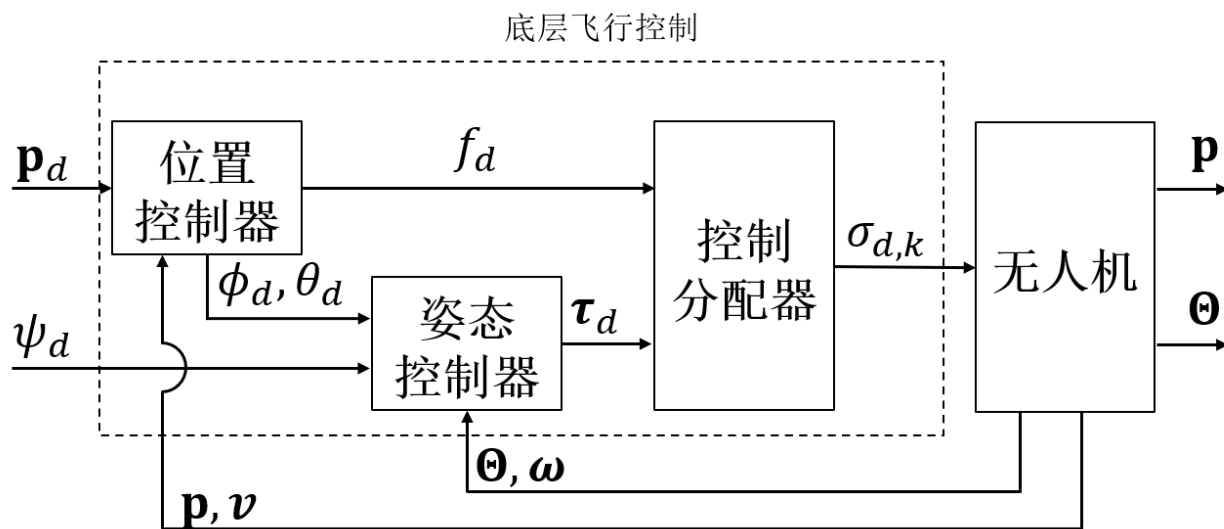 底层飞行控制
𝐩_d
位置
控制器
f_d
控制
分配器
σ_{d,k}
无人机
𝐩
ϕ_d, θ_d
ψ_d
姿态
控制器
𝛕_d
𝚯
𝚯, 𝛚
𝐩, 𝒗